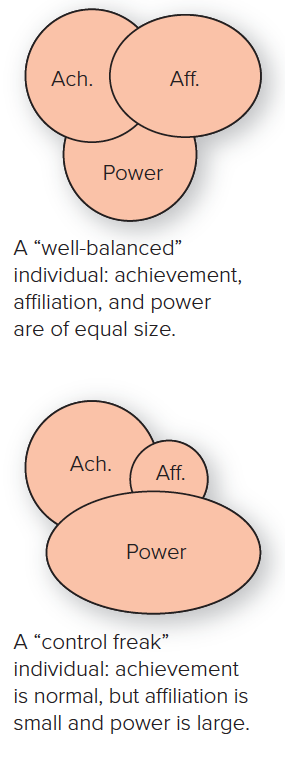 Ach.
Aff.
Power
A “well-balanced”
individual: achievement,
affiliation, and power
are of equal size.
Ach.
Aff.
Power
A “control freak”
individual: achievement
is normal, but affiliation is
small and power is large.